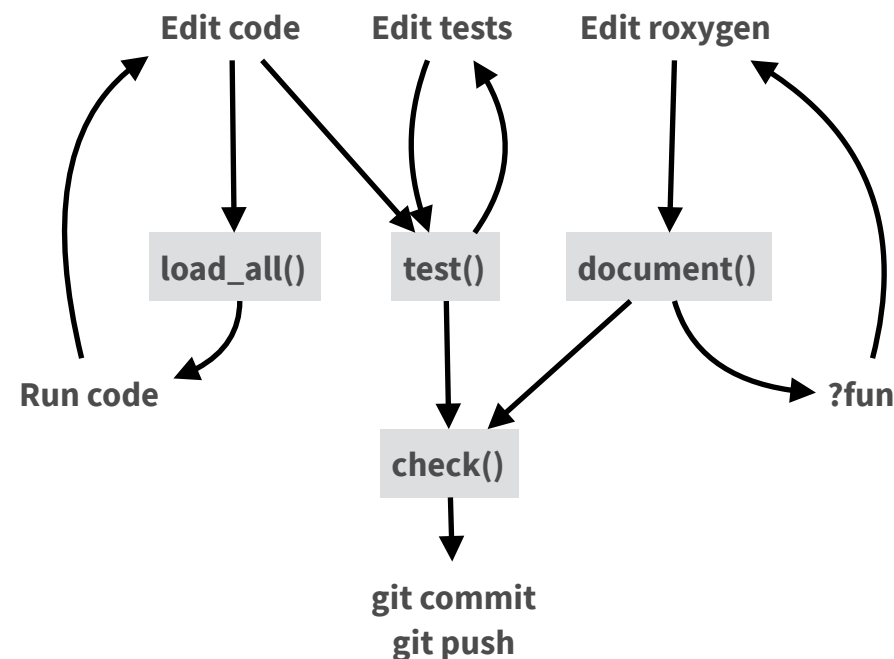 Edit code
Edit tests
Edit roxygen
load_all()
test()
document()
Run code
?fun
check()
git commit
git push